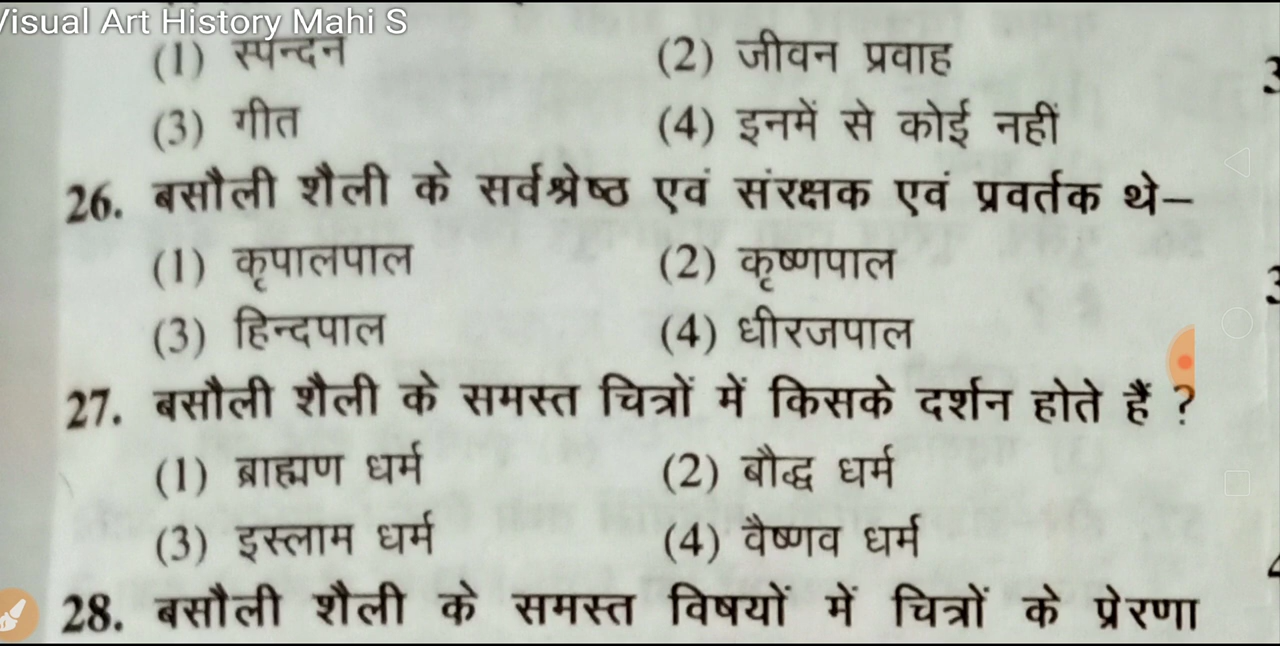 Visual Art History Mahi S
(1) स्पन्दन (2) जीवन प्रवाह
(3) गीत (4) इनमें से कोई नहीं
26. बसौली शैली के सर्वश्रेष्ठ एवं संरक्षक एवं प्रवर्तक थे–
(1) कृपालपाल (2) कृष्णपाल
(3) हिन्दपाल (4) धीरजपाल
27. बसौली शैली के समस्त चित्रों में किसके दर्शन होते हैं ?
(1) ब्राह्मण धर्म (2) बौद्ध धर्म
(3) इस्लाम धर्म (4) वैष्णव धर्म
28. बसौली शैली के समस्त विषयों में चित्रों के प्रेरणा